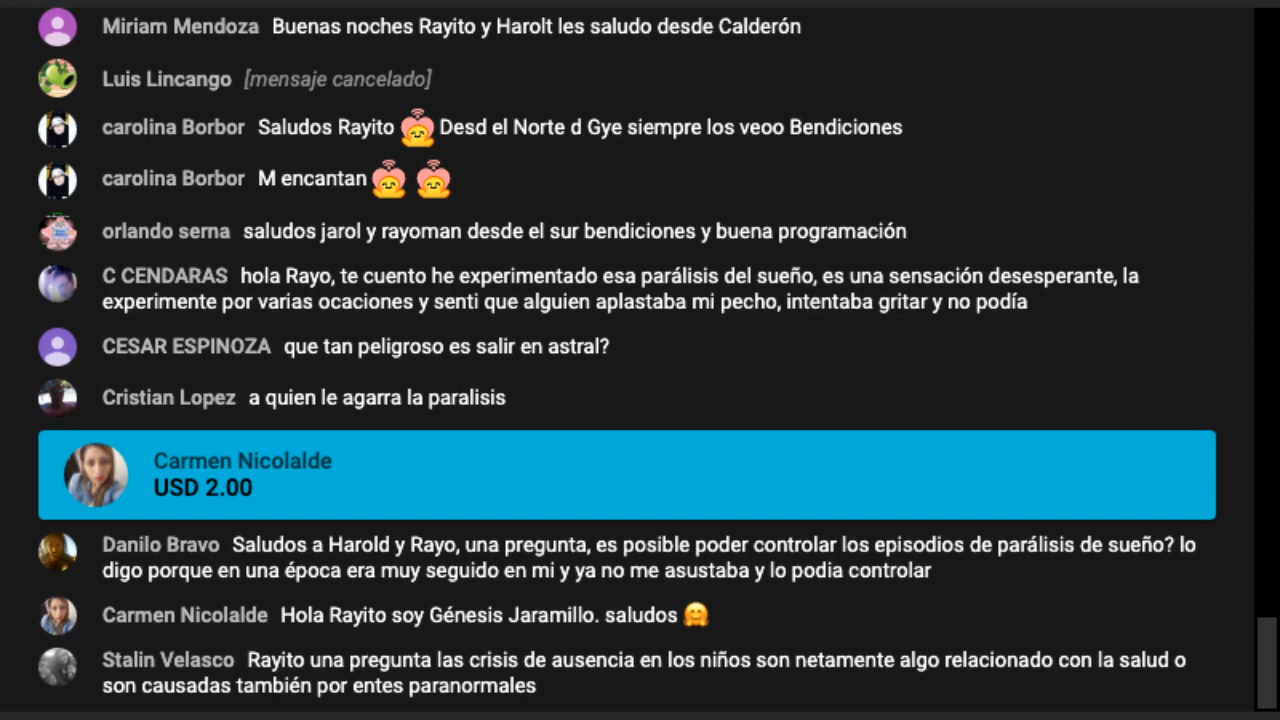 Miriam Mendoza Buenas noches Rayito y Harolt les saludo desde Calderón
Luis Lincango [mensaje cancelado]
carolina Borbor Saludos Rayito Desd el Norte d Gye siempre los veoo Bendiciones
carolina Borbor M encantan
orlando serna saludos jarol y rayoman desde el sur bendiciones y buena programación
C CENDARAS hola Rayo, te cuento he experimentado esa parálisis del sueño, es una sensación desesperante, la
experimente por varias ocaciones y senti que alguien aplastaba mi pecho, intentaba gritar y no podía
CESAR ESPINOZA que tan peligroso es salir en astral?
Cristian Lopez a quien le agarra la paralisis
Carmen Nicolalde
USD 2.00
Danilo Bravo Saludos a Harold y Rayo, una pregunta, es posible poder controlar los episodios de parálisis de sueño? lo
digo porque en una época era muy seguido en mi y ya no me asustaba y lo podia controlar
Carmen Nicolalde Hola Rayito soy Génesis Jaramillo. saludos 🤗
Stalin Velasco Rayito una pregunta las crisis de ausencia en los niños son netamente algo relacionado con la salud o
son causadas también por entes paranormales